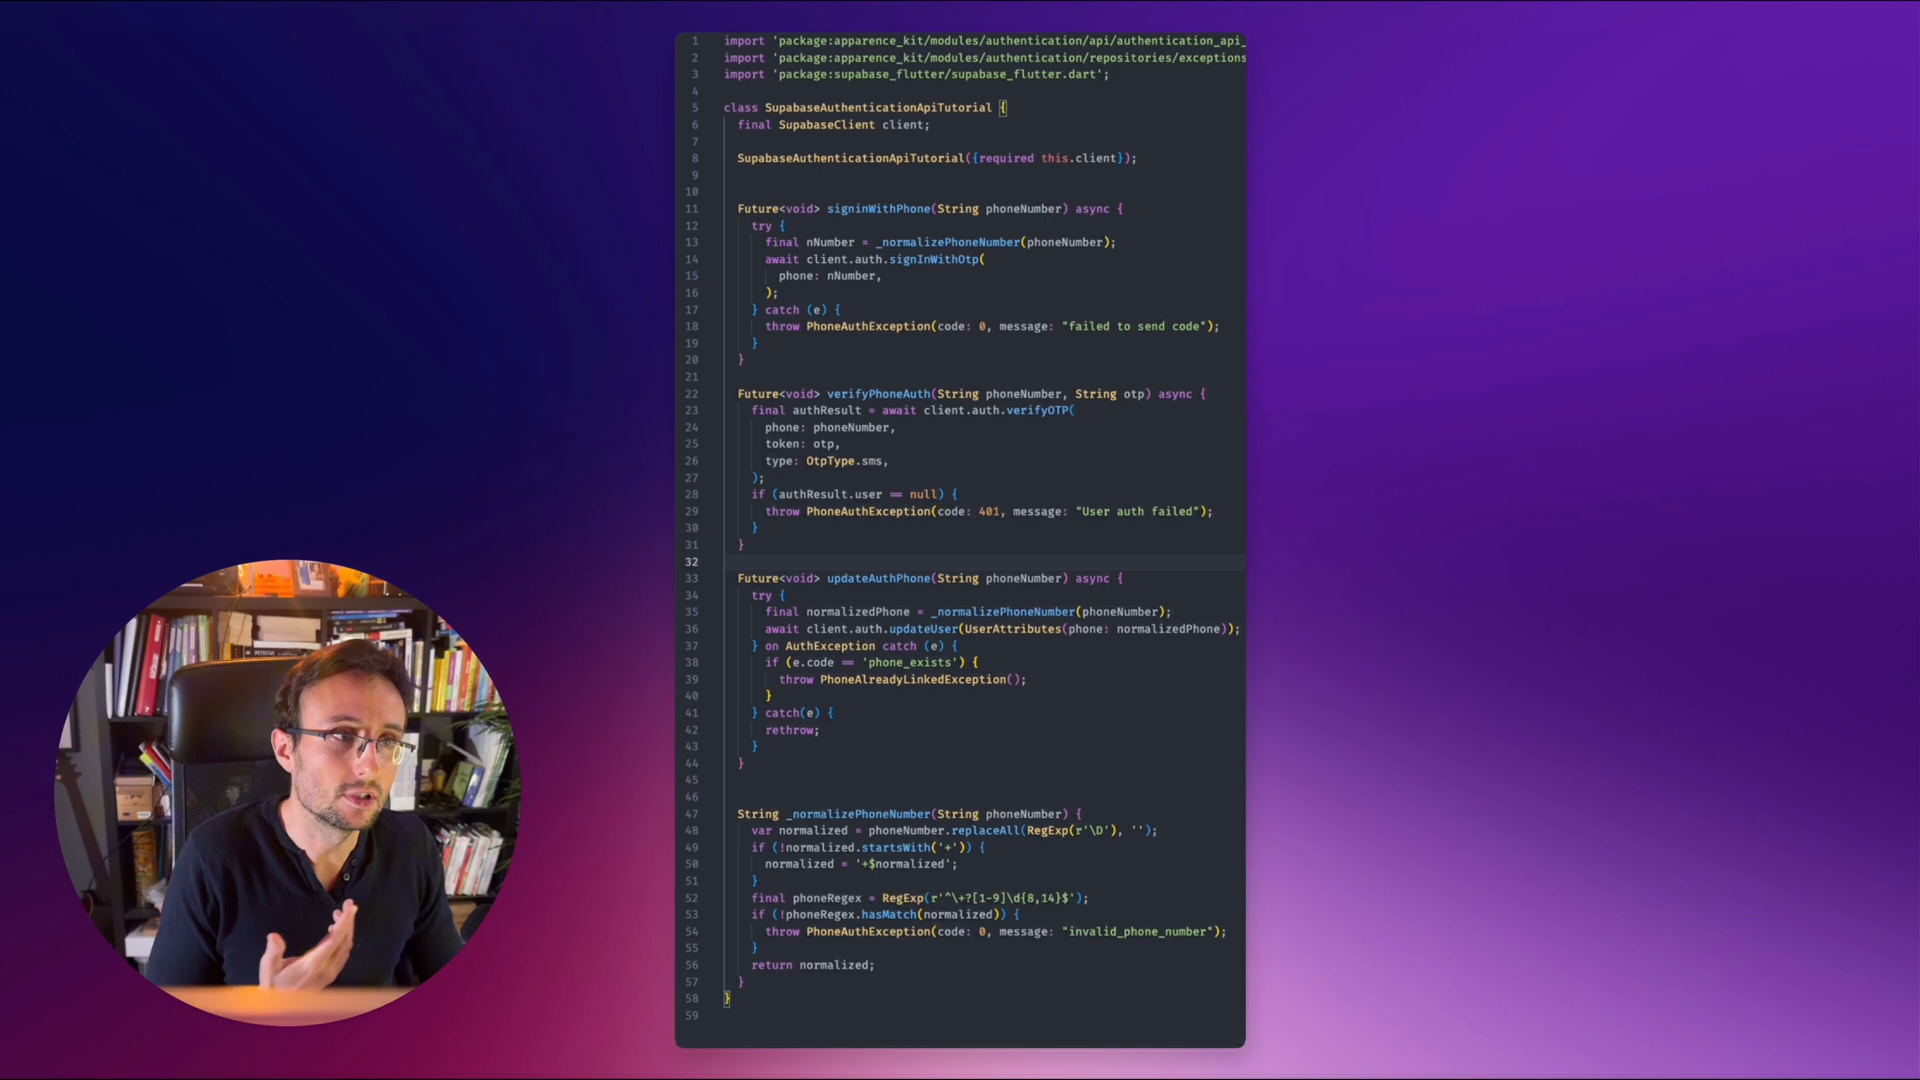 1 import 'package:apparence_kit/modules/authentication/api/authentication_api_
2 import 'package:apparence_kit/modules/authentication/repositories/exceptions
3 import 'package:supabase_flutter/supabase_flutter.dart';
4
5 class SupabaseAuthenticationApiTutorial {
6 final SupabaseClient client;
7
8 SupabaseAuthenticationApiTutorial({required this.client});
9
10
11 Future<void> signinWithPhone(String phoneNumber) async {
12 try {
13 final nNumber = _normalizePhoneNumber(phoneNumber);
14 await client.auth.signInWithOtp(
15 phone: nNumber,
16 );
17 } catch (e) {
18 throw PhoneAuthException(code: 0, message: "failed to send code");
19 }
20 }
21
22 Future<void> verifyPhoneAuth(String phoneNumber, String otp) async {
23 final authResult = await client.auth.verifyOTP(
24 phone: phoneNumber,
25 token: otp,
26 type: OtpType.sms,
27 );
28 if (authResult.user == null) {
29 throw PhoneAuthException(code: 401, message: "User auth failed");
30 }
31 }
32
33 Future<void> updateAuthPhone(String phoneNumber) async {
34 try {
35 final normalizedPhone = _normalizePhoneNumber(phoneNumber);
36 await client.auth.updateUser(UserAttributes(phone: normalizedPhone));
37 } on AuthException catch (e) {
38 if (e.code == 'phone_exists') {
39 throw PhoneAlreadyLinkedException();
40 }
41 } catch(e) {
42 rethrow;
43 }
44 }
45
46
47 String _normalizePhoneNumber(String phoneNumber) {
48 var normalized = phoneNumber.replaceAll(RegExp(r'\D'), '');
49 if (!normalized.startsWith('+')) {
50 normalized = '+$normalized';
51 }
52 final phoneRegex = RegExp(r'^\+?[1-9]\d{8,14}$');
53 if (!phoneRegex.hasMatch(normalized)) {
54 throw PhoneAuthException(code: 0, message: "invalid_phone_number");
55 }
56 return normalized;
57 }
58 }
59